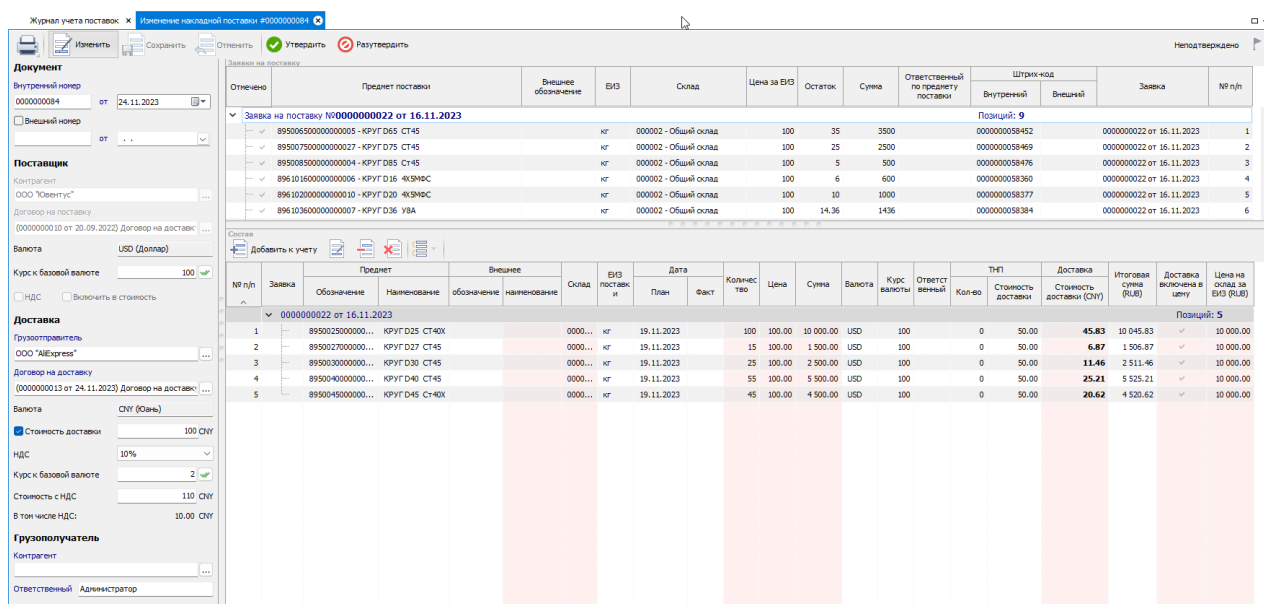 Журнал учета поставок × Изменение накладной поставки #0000000084
Изменить Сохранить Отменить Утвердить Разутвердить Неподтверждено
Документ
Внутренний номер
0000000084 от 24.11.2023
Внешний номер
от . .
Поставщик
Контрагент
ООО "Ювентус" ...
Договор на поставку
(0000000010 от 20.09.2022) Договор на поставк ...
Валюта USD (Доллар)
Курс к базовой валюте 100
НДС Включить в стоимость
Доставка
Грузоотправитель
ООО "AliExpress" ...
Договор на доставку
(0000000013 от 24.11.2023) Договор на доставк ...
Валюта CNY (Юань)
Стоимость доставки 100 CNY
НДС 10%
Курс к базовой валюте 2
Стоимость с НДС 110 CNY
В том числе НДС: 10.00 CNY
Грузополучатель
Контрагент
...
Ответственный Администратор
Заявки на поставку
Отмечено Предмет поставки Внешнее обозначение ЕИЗ Склад Цена за ЕИЗ Остаток Сумма Ответственный по предмету поставки Штрих-код Внутренний Внешний Заявка № п/п
Заявка на поставку №0000000022 от 16.11.2023 Позиций: 9
895006500000000005 - КРУГ D65 СТ45 кг 000002 - Общий склад 100 35 3500 0000000058452 0000000022 от 16.11.2023 1
895007500000000027 - КРУГ D75 СТ45 кг 000002 - Общий склад 100 25 2500 0000000058469 0000000022 от 16.11.2023 2
895008500000000004 - КРУГ D85 Ст45 кг 000002 - Общий склад 100 5 500 0000000058476 0000000022 от 16.11.2023 3
896101600000000006 - КРУГ D16 4Х5МФС кг 000002 - Общий склад 100 6 600 0000000058360 0000000022 от 16.11.2023 4
896102000000000010 - КРУГ D20 4Х5МФС кг 000002 - Общий склад 100 10 1000 0000000058377 0000000022 от 16.11.2023 5
896103600000000007 - КРУГ D36 У8А кг 000002 - Общий склад 100 14.36 1436 0000000058384 0000000022 от 16.11.2023 6
Состав
Добавить к учету
№ п/п Заявка Предмет Обозначение Наименование Внешнее обозначение наименование Склад ЕИЗ поставки Дата План Факт Количество Цена Сумма Валюта Курс валюты Ответственный ТНП Кол-во Стоимость доставки Доставка Стоимость доставки (CNY) Итоговая сумма (RUB) Доставка включена в цену Цена на склад за ЕИЗ (RUB)
0000000022 от 16.11.2023 Позиций: 5
1 8950025000000... КРУГ D25 СТ40Х 0000... кг 19.11.2023 100 100.00 10 000.00 USD 100 0 50.00 45.83 10 045.83 10 000.00
2 8950027000000... КРУГ D27 СТ45 0000... кг 19.11.2023 15 100.00 1 500.00 USD 100 0 50.00 6.87 1 506.87 10 000.00
3 8950030000000... КРУГ D30 СТ45 0000... кг 19.11.2023 25 100.00 2 500.00 USD 100 0 50.00 11.46 2 511.46 10 000.00
4 8950040000000... КРУГ D40 СТ45 0000... кг 19.11.2023 55 100.00 5 500.00 USD 100 0 50.00 25.21 5 525.21 10 000.00
5 8950045000000... КРУГ D45 Ст40Х 0000... кг 19.11.2023 45 100.00 4 500.00 USD 100 0 50.00 20.62 4 520.62 10 000.00